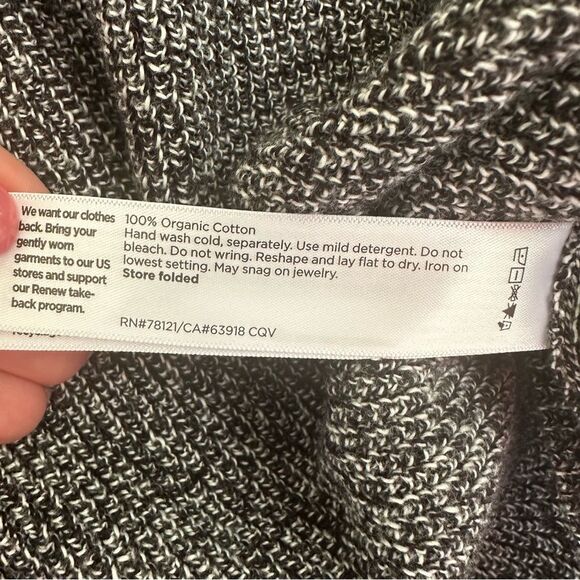 We want our clothes
back. Bring your
gently worn
garments to our US
stores and support
our Renew take-
back program.
100% Organic Cotton
Hand wash cold, separately. Use mild detergent. Do not
bleach. Do not wring. Reshape and lay flat to dry. Iron on
lowest setting. May snag on jewelry.
Store folded
RN#78121/CA#63918 CQV